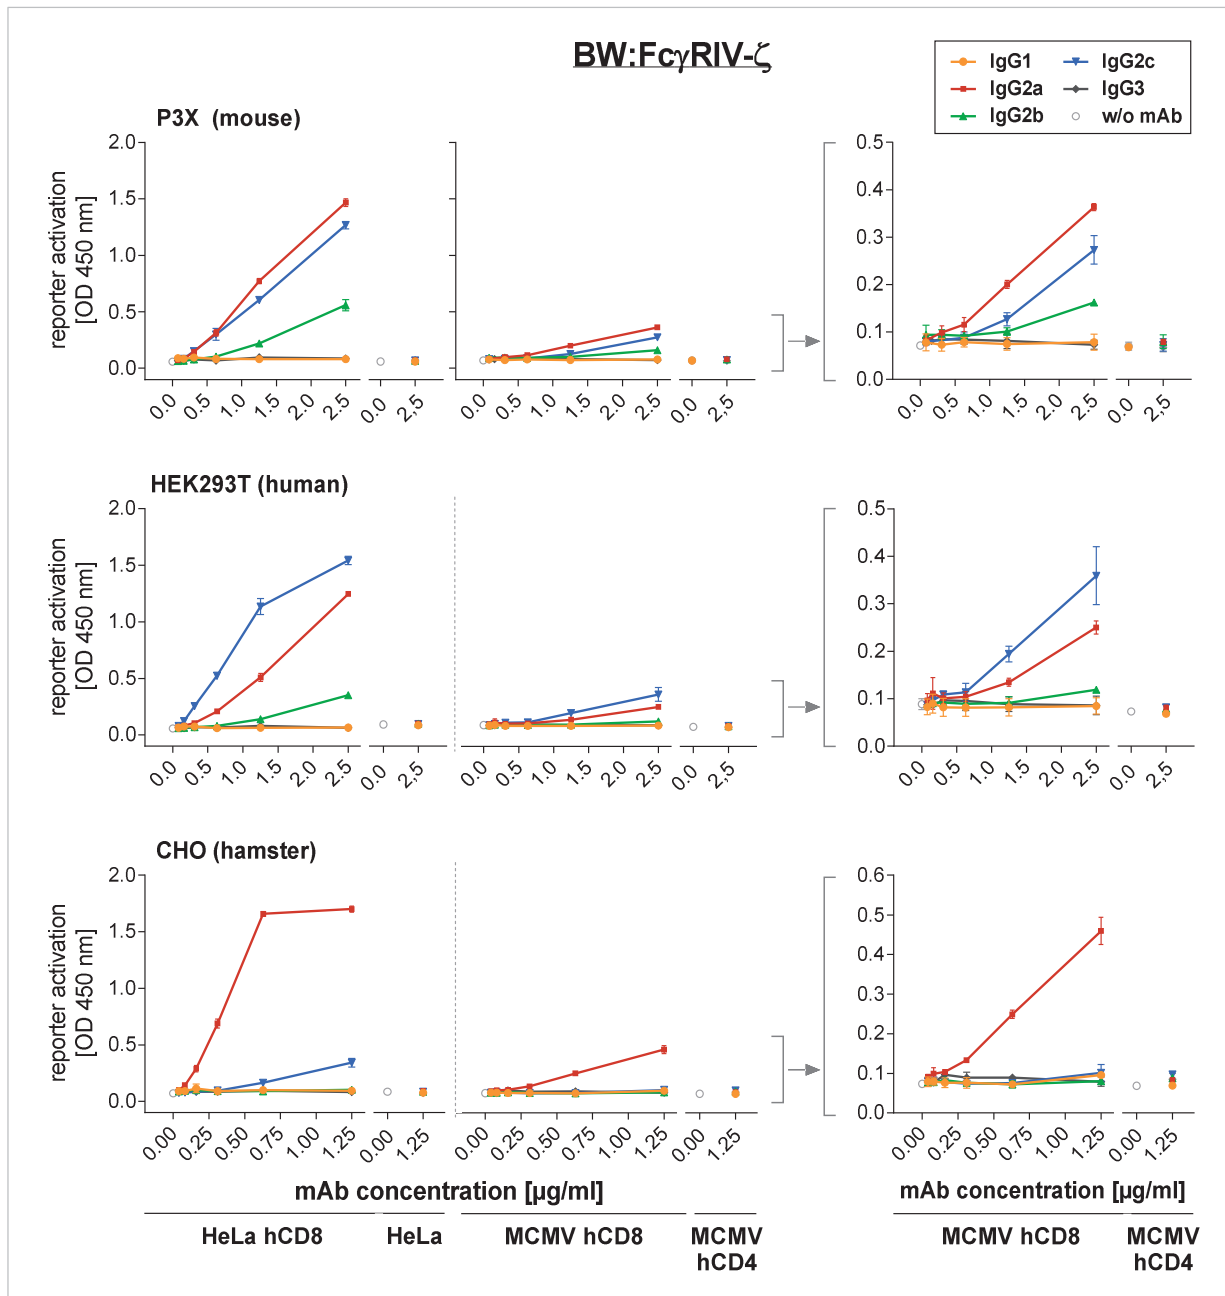 BW:FcγRIV-ζ
IgG1
IgG2a
IgG2b
IgG2c
IgG3
w/o mAb
P3X (mouse)
reporter activation
[OD 450 nm]
2.0
1.5
1.0
0.5
0.0
0.0 0.5 1.0 1.5 2.0 2.5
0.0 2,5
0.0 0.5 1.0 1.5 2.0 2.5
0.0 2,5
0.5
0.4
0.3
0.2
0.1
0.0
0.0 0.5 1.0 1.5 2.0 2.5
0.0 2,5
HEK293T (human)
reporter activation
[OD 450 nm]
2.0
1.5
1.0
0.5
0.0
0.0 0.5 1.0 1.5 2.0 2.5
0.0 2,5
0.0 0.5 1.0 1.5 2.0 2.5
0.0 2,5
0.5
0.4
0.3
0.2
0.1
0.0
0.0 0.5 1.0 1.5 2.0 2.5
0.0 2,5
CHO (hamster)
reporter activation
[OD 450 nm]
2.0
1.5
1.0
0.5
0.0
0.00 0.25 0.50 0.75 1.00 1.25
0.00 1.25
0.00 0.25 0.50 0.75 1.00 1.25
0.00 1.25
0.6
0.5
0.4
0.3
0.2
0.1
0.0
0.00 0.25 0.50 0.75 1.00 1.25
0.00 1.25
mAb concentration [µg/ml]
mAb concentration [µg/ml]
HeLa hCD8
HeLa
MCMV hCD8
MCMV
hCD4
MCMV hCD8
MCMV
hCD4